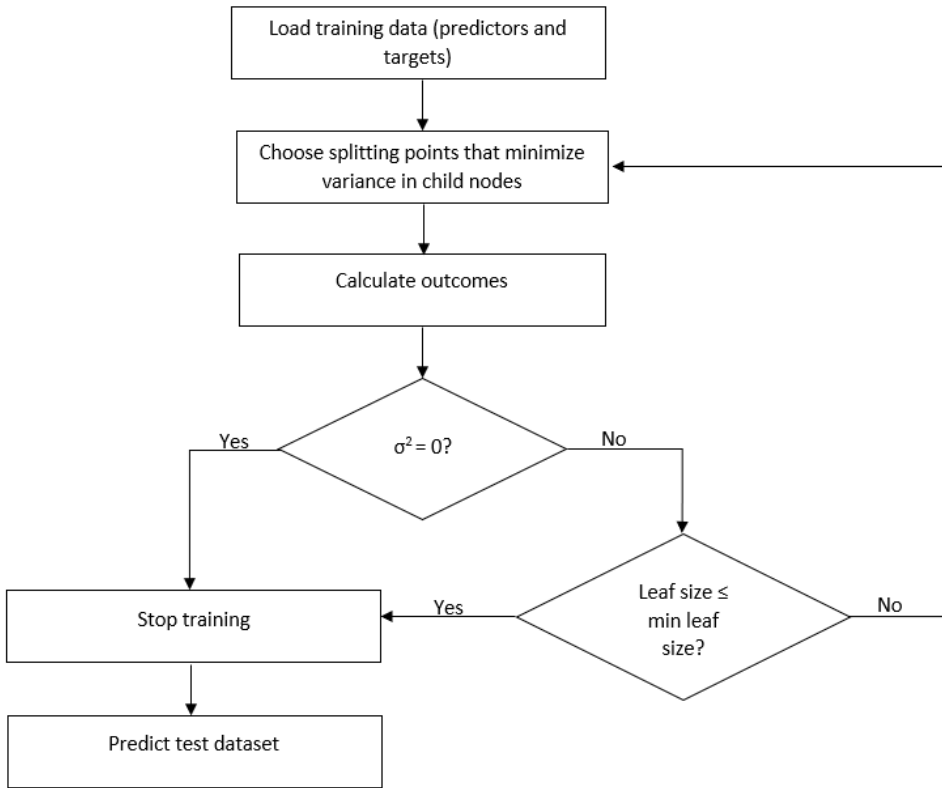 Load training data (predictors and
targets)
Choose splitting points that minimize
variance in child nodes
Calculate outcomes
σ² = 0?
Yes
No
Leaf size ≤
min leaf
size?
Yes
No
Stop training
Predict test dataset